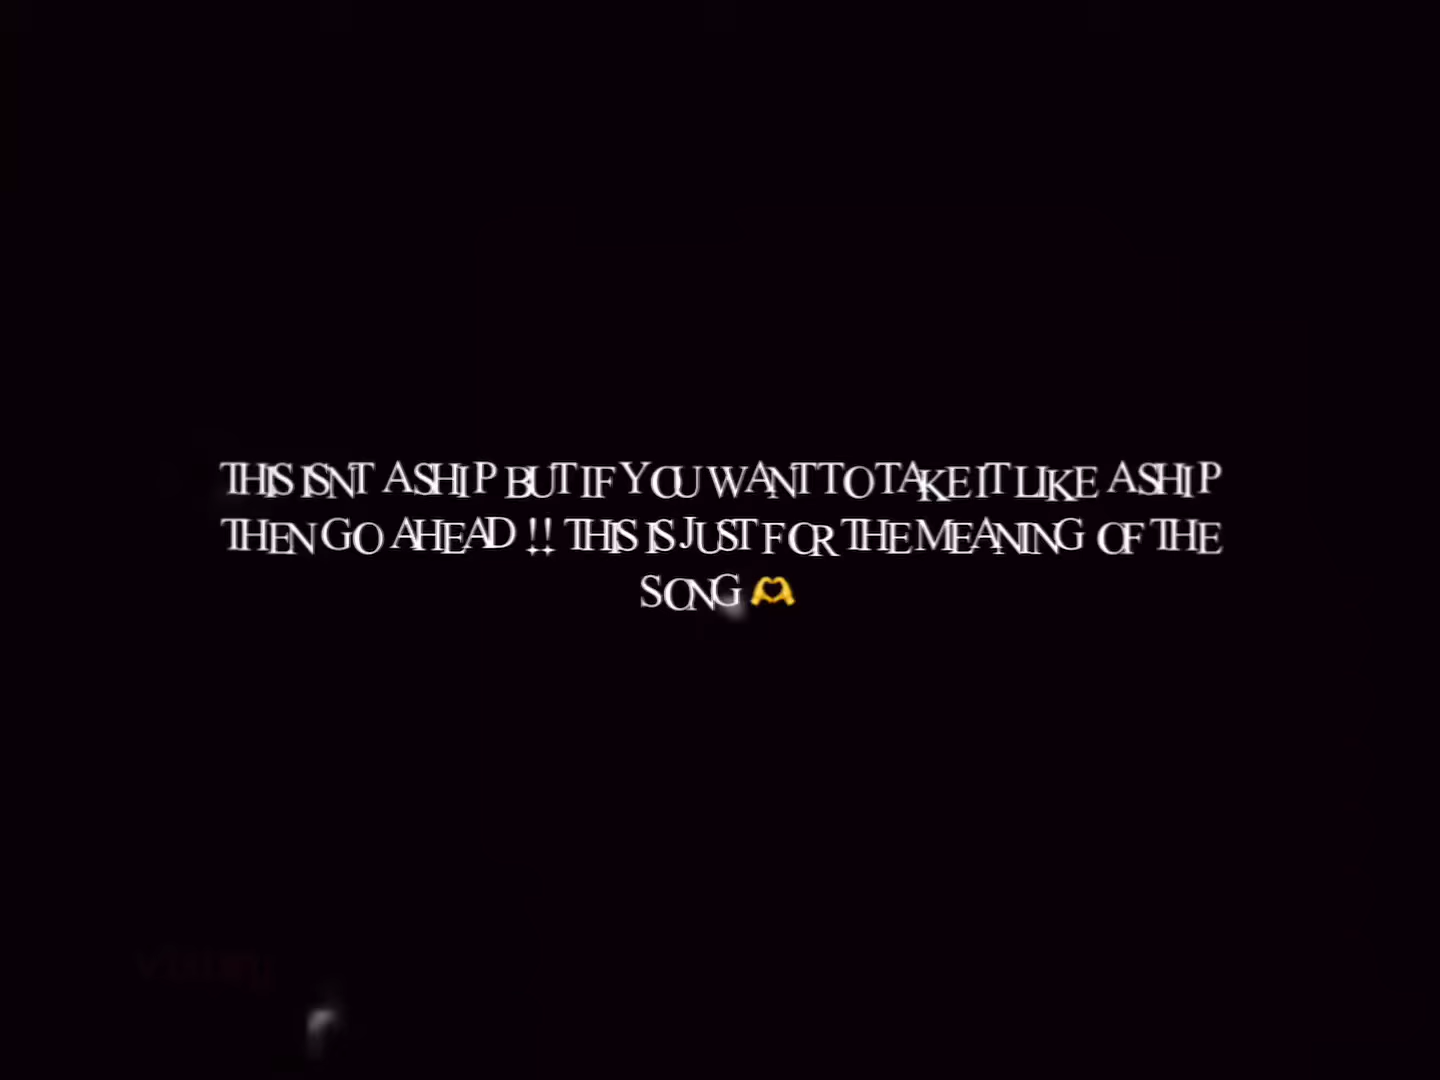 THIS ISNT A SHIP BUT IF YOU WANT TO TAKE IT LIKE A SHIP
THEN GO AHEAD !! THIS IS JUST FOR THE MEANING OF THE
SONG 🫶